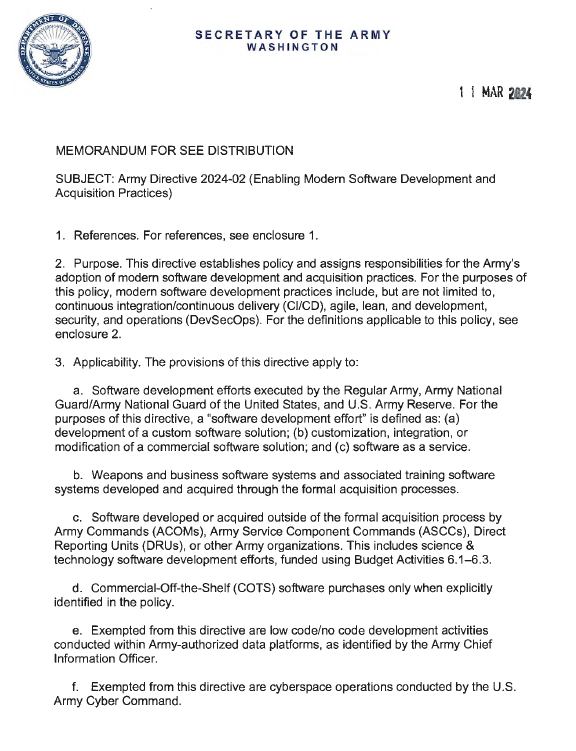 DEPARTMENT OF DEFENSE
UNITED STATES OF AMERICA
SECRETARY OF THE ARMY
WASHINGTON
1 1 MAR 2024
MEMORANDUM FOR SEE DISTRIBUTION
SUBJECT: Army Directive 2024-02 (Enabling Modern Software Development and
Acquisition Practices)
1. References. For references, see enclosure 1.
2. Purpose. This directive establishes policy and assigns responsibilities for the Army's
adoption of modern software development and acquisition practices. For the purposes of
this policy, modern software development practices include, but are not limited to,
continuous integration/continuous delivery (CI/CD), agile, lean, and development,
security, and operations (DevSecOps). For the definitions applicable to this policy, see
enclosure 2.
3. Applicability. The provisions of this directive apply to:
a. Software development efforts executed by the Regular Army, Army National
Guard/Army National Guard of the United States, and U.S. Army Reserve. For the
purposes of this directive, a “software development effort” is defined as: (a)
development of a custom software solution; (b) customization, integration, or
modification of a commercial software solution; and (c) software as a service.
b. Weapons and business software systems and associated training software
systems developed and acquired through the formal acquisition processes.
c. Software developed or acquired outside of the formal acquisition process by
Army Commands (ACOMs), Army Service Component Commands (ASCCs), Direct
Reporting Units (DRUs), or other Army organizations. This includes science &
technology software development efforts, funded using Budget Activities 6.1–6.3.
d. Commercial-Off-the-Shelf (COTS) software purchases only when explicitly
identified in the policy.
e. Exempted from this directive are low code/no code development activities
conducted within Army-authorized data platforms, as identified by the Army Chief
Information Officer.
f. Exempted from this directive are cyberspace operations conducted by the U.S.
Army Cyber Command.